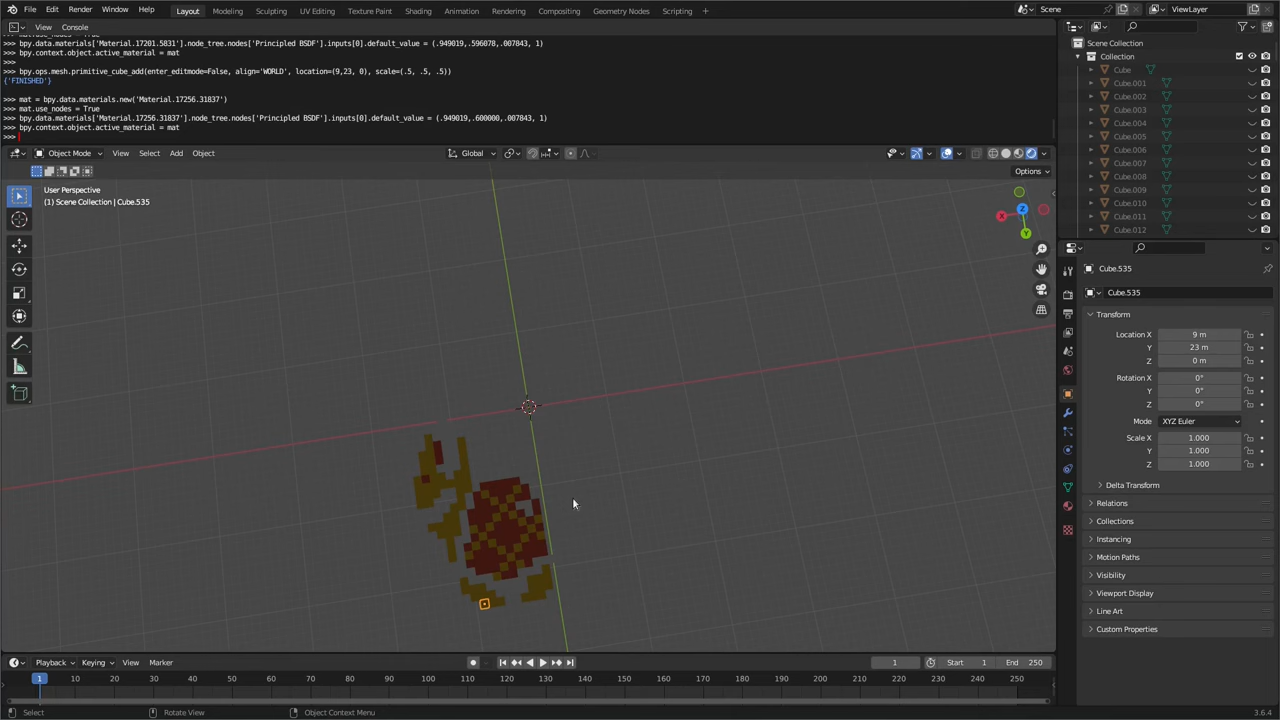 File Edit Render Window Help Layout Modeling Sculpting UV Editing Texture Paint Shading Animation Rendering Compositing Geometry Nodes Scripting + Scene ViewLayer
View Console
>>> bpy.data.materials['Material.17201.5831'].node_tree.nodes['Principled BSDF'].inputs[0].default_value = (.949019,.596078,.007843, 1)
>>> bpy.context.object.active_material = mat
>>>
>>> bpy.ops.mesh.primitive_cube_add(enter_editmode=False, align='WORLD', location=(9,23, 0), scale=(.5, .5, .5))
{'FINISHED'}
>>> mat = bpy.data.materials.new('Material.17256.31837')
>>> mat.use_nodes = True
>>> bpy.data.materials['Material.17256.31837'].node_tree.nodes['Principled BSDF'].inputs[0].default_value = (.949019,.600000,.007843, 1)
>>> bpy.context.object.active_material = mat
>>>
Object Mode View Select Add Object Global
Options
User Perspective
(1) Scene Collection | Cube.535
X
Y
Z
Scene Collection
Collection
Cube
Cube.001
Cube.002
Cube.003
Cube.004
Cube.005
Cube.006
Cube.007
Cube.008
Cube.009
Cube.010
Cube.011
Cube.012
Cube.535
Cube.535
Transform
Location X 9 m
Y 23 m
Z 0 m
Rotation X 0°
Y 0°
Z 0°
Mode XYZ Euler
Scale X 1.000
Y 1.000
Z 1.000
Delta Transform
Relations
Collections
Instancing
Motion Paths
Visibility
Viewport Display
Line Art
Custom Properties
Playback Keying View Marker 1 Start 1 End 250
1 10 20 30 40 50 60 70 80 90 100 110 120 130 140 150 160 170 180 190 200 210 220 230 240 250
Select Rotate View Object Context Menu 3.6.4